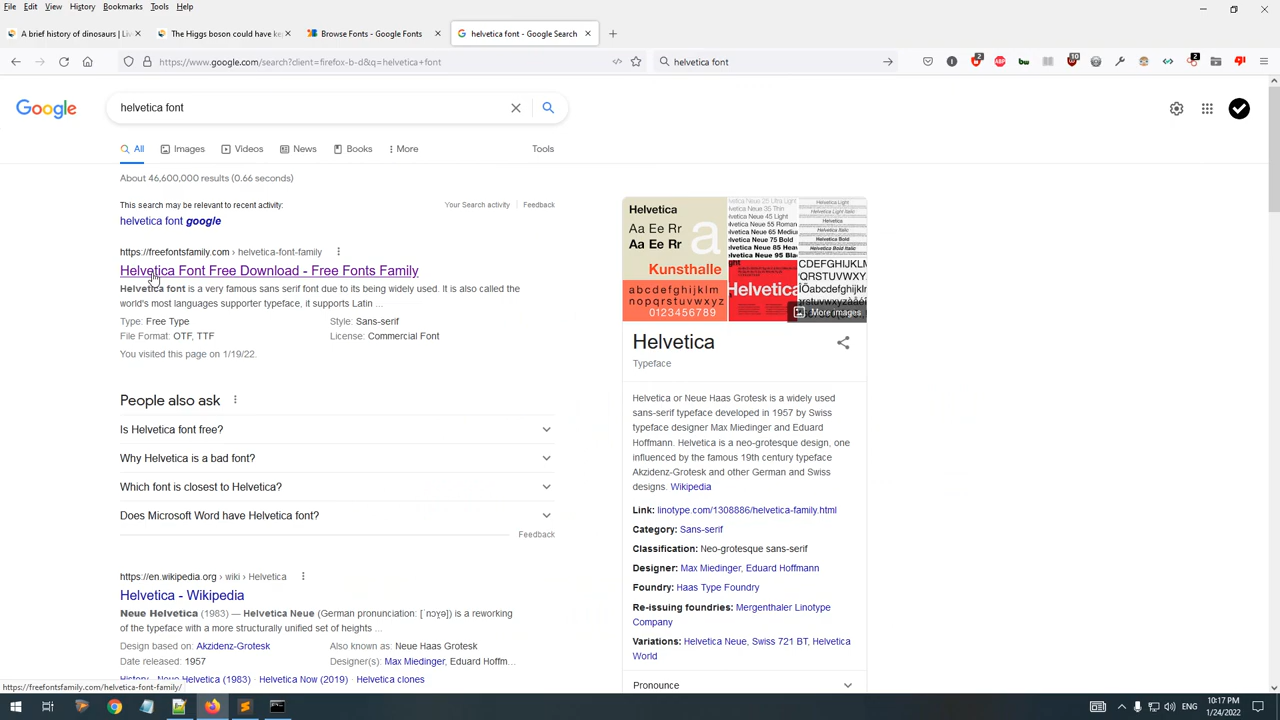 File Edit View History Bookmarks Tools Help
A brief history of dinosaurs | Liv
The Higgs boson could have ke
Browse Fonts - Google Fonts
helvetica font - Google Search
https://www.google.com/search?client=firefox-b-d&q=helvetica+font
helvetica font
Google
helvetica font
All
Images
Videos
News
Books
More
Tools
About 46,600,000 results (0.66 seconds)
This search may be relevant to recent activity:
Your Search activity
Feedback
helvetica font google
https://freefontsfamily.com › helvetica-font-family
Helvetica Font Free Download - Free Fonts Family
Helvetica font is a very famous sans serif font due to its being widely used. It is also called the
world's most languages supporter typeface, it supports Latin ...
Type: Free Type
Style: Sans-serif
File Format: OTF, TTF
License: Commercial Font
You visited this page on 1/19/22.
People also ask
Is Helvetica font free?
Why Helvetica is a bad font?
Which font is closest to Helvetica?
Does Microsoft Word have Helvetica font?
Feedback
https://en.wikipedia.org › wiki › Helvetica
Helvetica - Wikipedia
Neue Helvetica (1983) — Helvetica Neue (German pronunciation: [ˈnɔʏə]) is a reworking
of the typeface with a more structurally unified set of heights ...
Design based on: Akzidenz-Grotesk
Also known as: Neue Haas Grotesk
Date released: 1957
Designer(s): Max Miedinger, Eduard Hoffm...
History · Neue Helvetica (1983) · Helvetica Now (2019) · Helvetica clones
Helvetica
Aa Ee Rr
Aa Ee Rr
a
Kunsthalle
abcdefghijklm
nopqrstuvwxyz
0123456789
Helvetica
More images
Helvetica
Typeface
Helvetica or Neue Haas Grotesk is a widely used
sans-serif typeface developed in 1957 by Swiss
typeface designer Max Miedinger and Eduard
Hoffmann. Helvetica is a neo-grotesque design, one
influenced by the famous 19th century typeface
Akzidenz-Grotesk and other German and Swiss
designs. Wikipedia
Link: linotype.com/1308886/helvetica-family.html
Category: Sans-serif
Classification: Neo-grotesque sans-serif
Designer: Max Miedinger, Eduard Hoffmann
Foundry: Haas Type Foundry
Re-issuing foundries: Mergenthaler Linotype
Company
Variations: Helvetica Neue, Swiss 721 BT, Helvetica
World
Pronounce
https://freefontsfamily.com/helvetica-font-family/
ENG
10:17 PM
1/24/2022